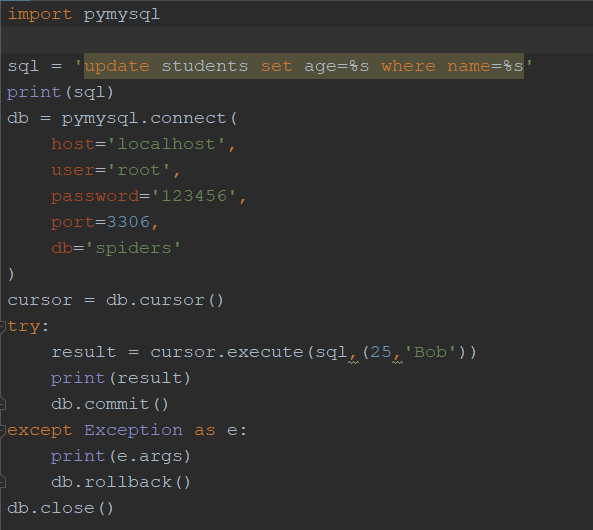 import pymysql
sql = 'update students set age=%s where name=%s'
print(sql)
db = pymysql.connect(
    host='localhost',
    user='root',
    password='123456',
    port=3306,
    db='spiders'
)
cursor = db.cursor()
try:
    result = cursor.execute(sql,(25,'Bob'))
    print(result)
    db.commit()
except Exception as e:
    print(e.args)
    db.rollback()
db.close()